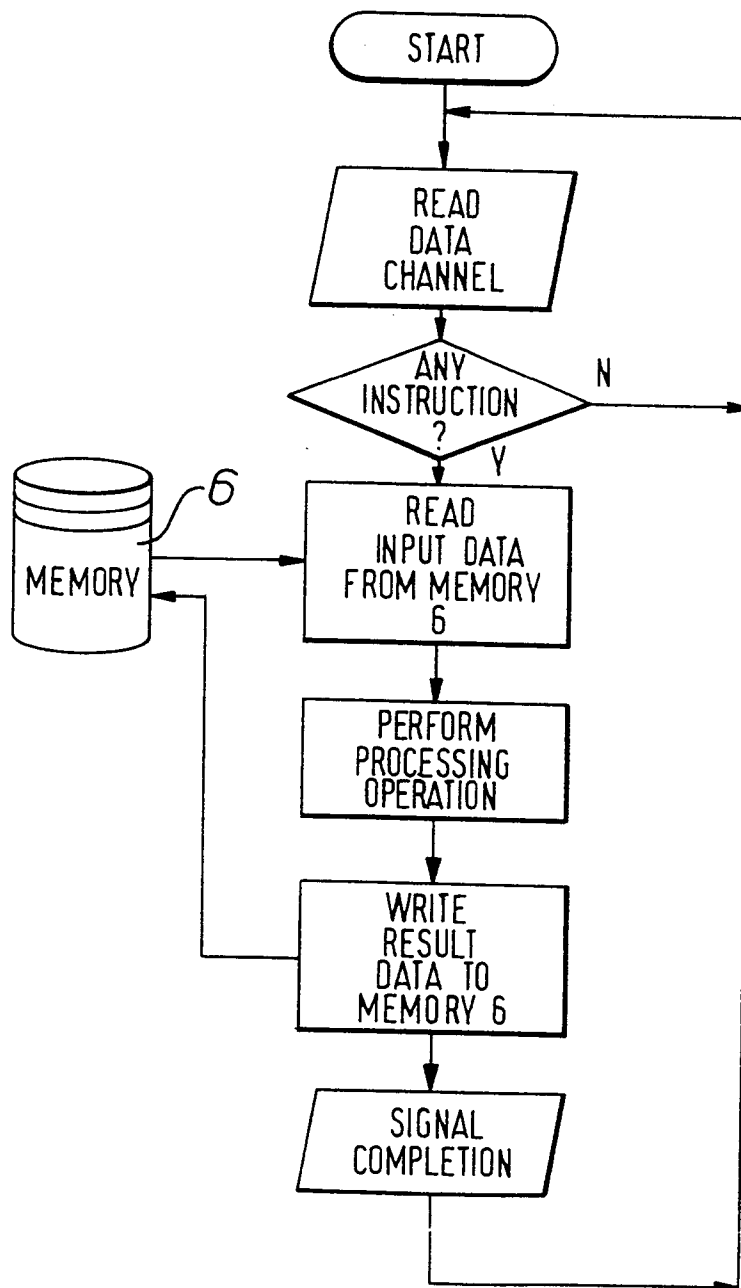 START
READ
DATA
CHANNEL
ANY
INSTRUCTION
?
N
Y
6
MEMORY
READ
INPUT DATA
FROM MEMORY
6
PERFORM
PROCESSING
OPERATION
WRITE
RESULT
DATA TO
MEMORY 6
SIGNAL
COMPLETION